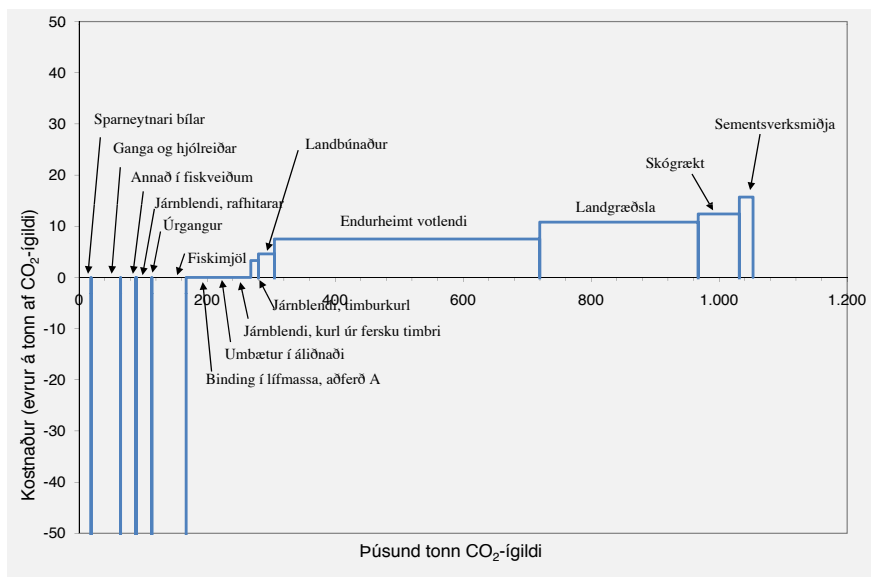 50
40
30
20
10
0
-10
-20
-30
-40
-50
Kostnaður (evrur á tonn af CO₂-ígildi)
Sparneytnari bílar
Ganga og hjólreiðar
Annað í fiskveiðum
Járnblendi, rafhitarar
Úrgangur
Fiskimjöl
Landbúnaður
Endurheimt votlendi
Landgræðsla
Skógrækt
Sementsverksmiðja
0
200
400
600
800
1.000
1.200
Járnblendi, timburkurl
Járnblendi, kurl úr fersku timbri
Umbætur í áliðnaði
Binding í lífmassa, aðferð A
Þúsund tonn CO₂-ígildi